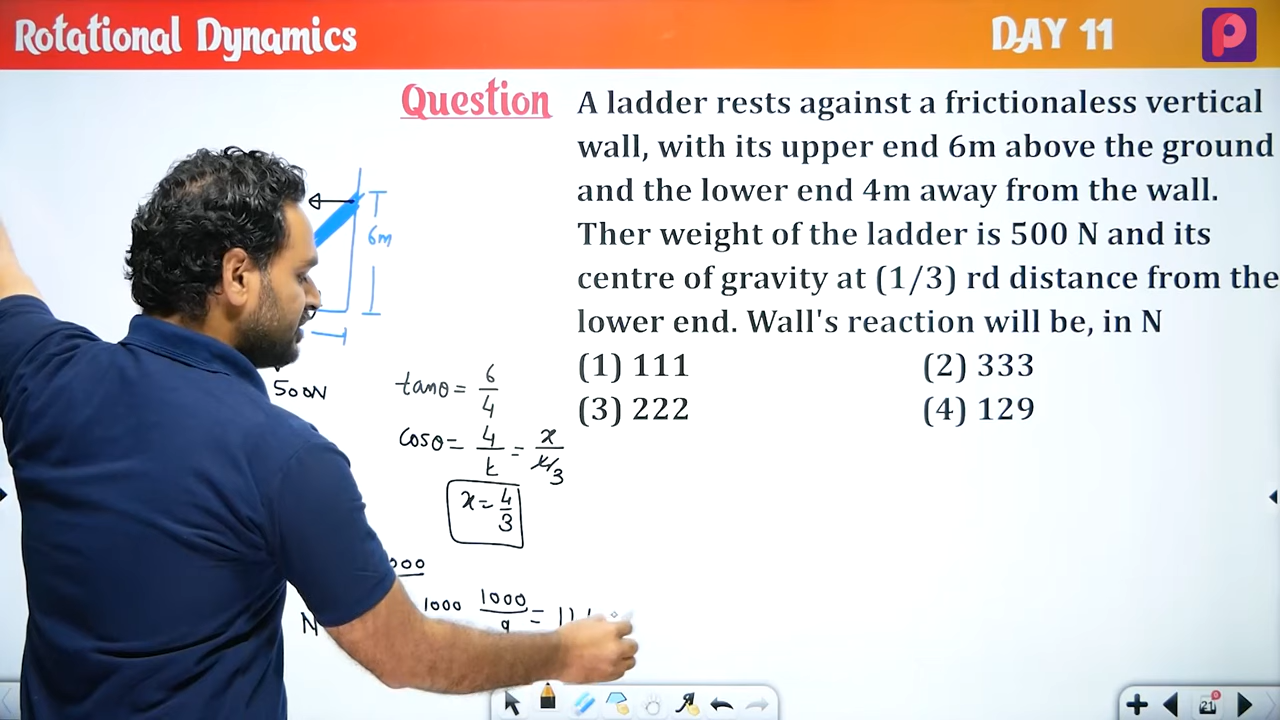 Rotational Dynamics
DAY 11
Question
A ladder rests against a frictionaless vertical
wall, with its upper end 6m above the ground
and the lower end 4m away from the wall.
Ther weight of the ladder is 500 N and its
centre of gravity at (1/3) rd distance from the
lower end. Wall's reaction will be, in N
(1) 111
(2) 333
(3) 222
(4) 129
6m
500N
tanθ = 6/4
cosθ = 4/L = x/L/3
x = 4/3
N
1000
1000/9 =
21